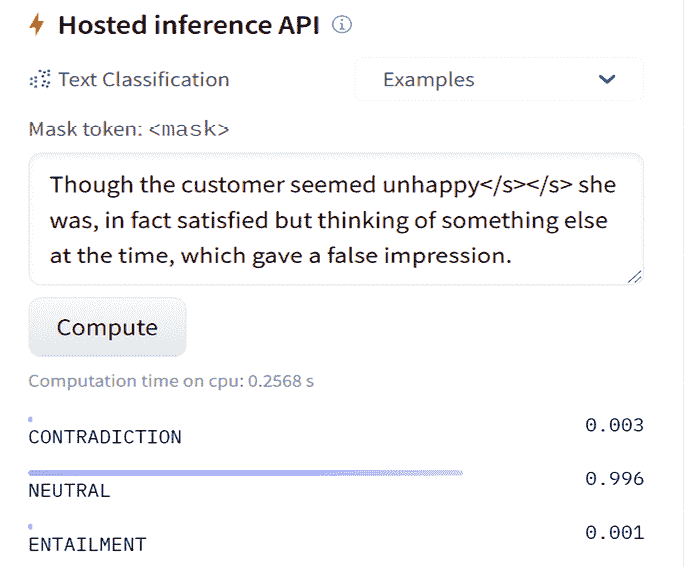 Hosted inference API
Text Classification
Examples
Mask token: <mask>
Though the customer seemed unhappy</s></s> she
was, in fact satisfied but thinking of something else
at the time, which gave a false impression.
Compute
Computation time on cpu: 0.2568 s
CONTRADICTION 0.003
NEUTRAL 0.996
ENTAILMENT 0.001